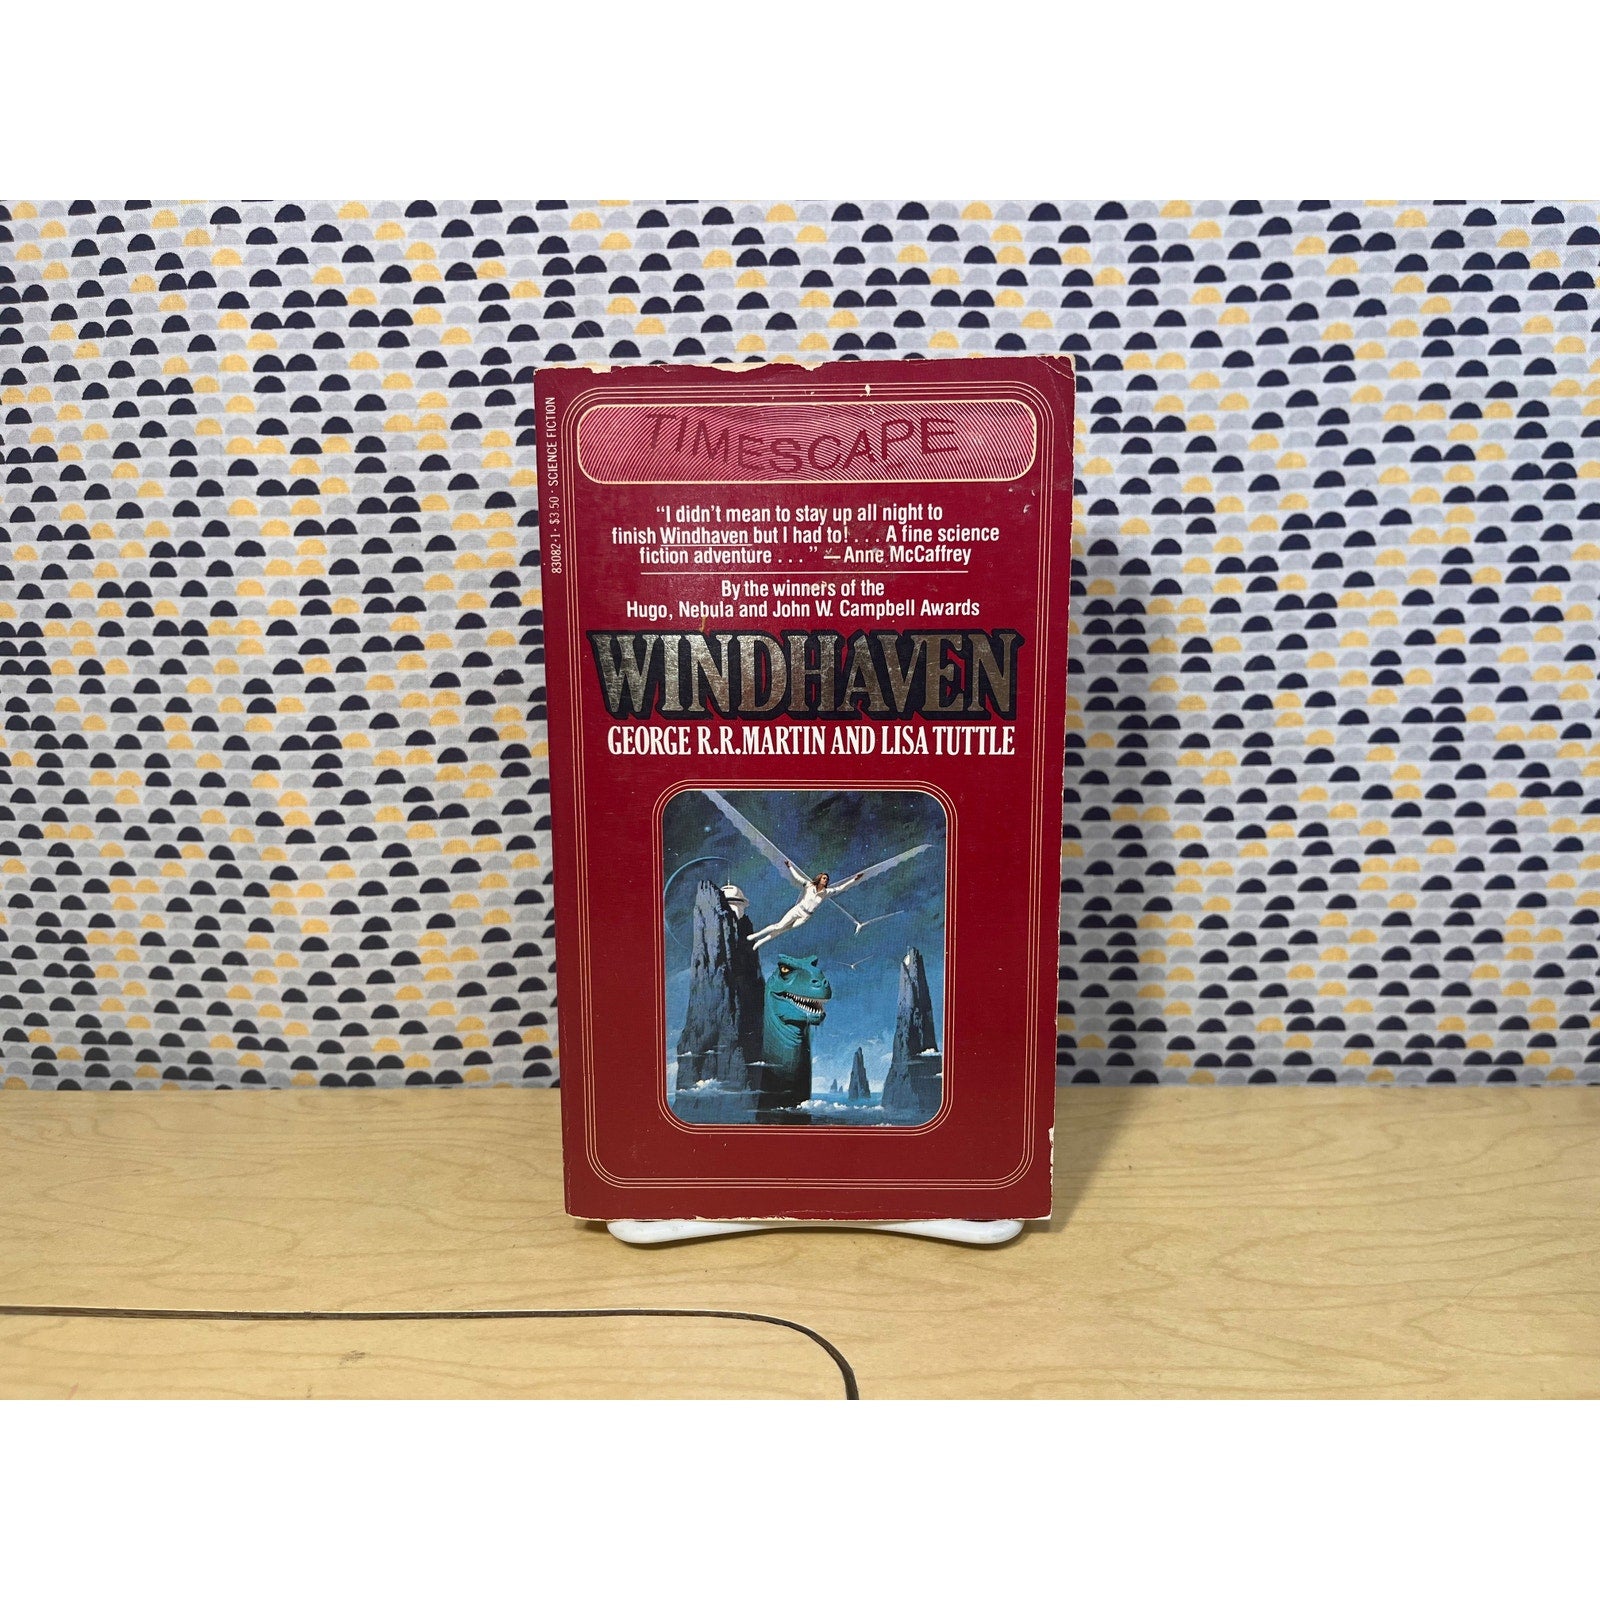 83082-1 · $3.50 · SCIENCE FICTION
TIMESCAPE
"I didn't mean to stay up all night to
finish Windhaven but I had to! . . . A fine science
fiction adventure . . ." —Anne McCaffrey
By the winners of the
Hugo, Nebula and John W. Campbell Awards
WINDHAVEN
GEORGE R.R.MARTIN AND LISA TUTTLE